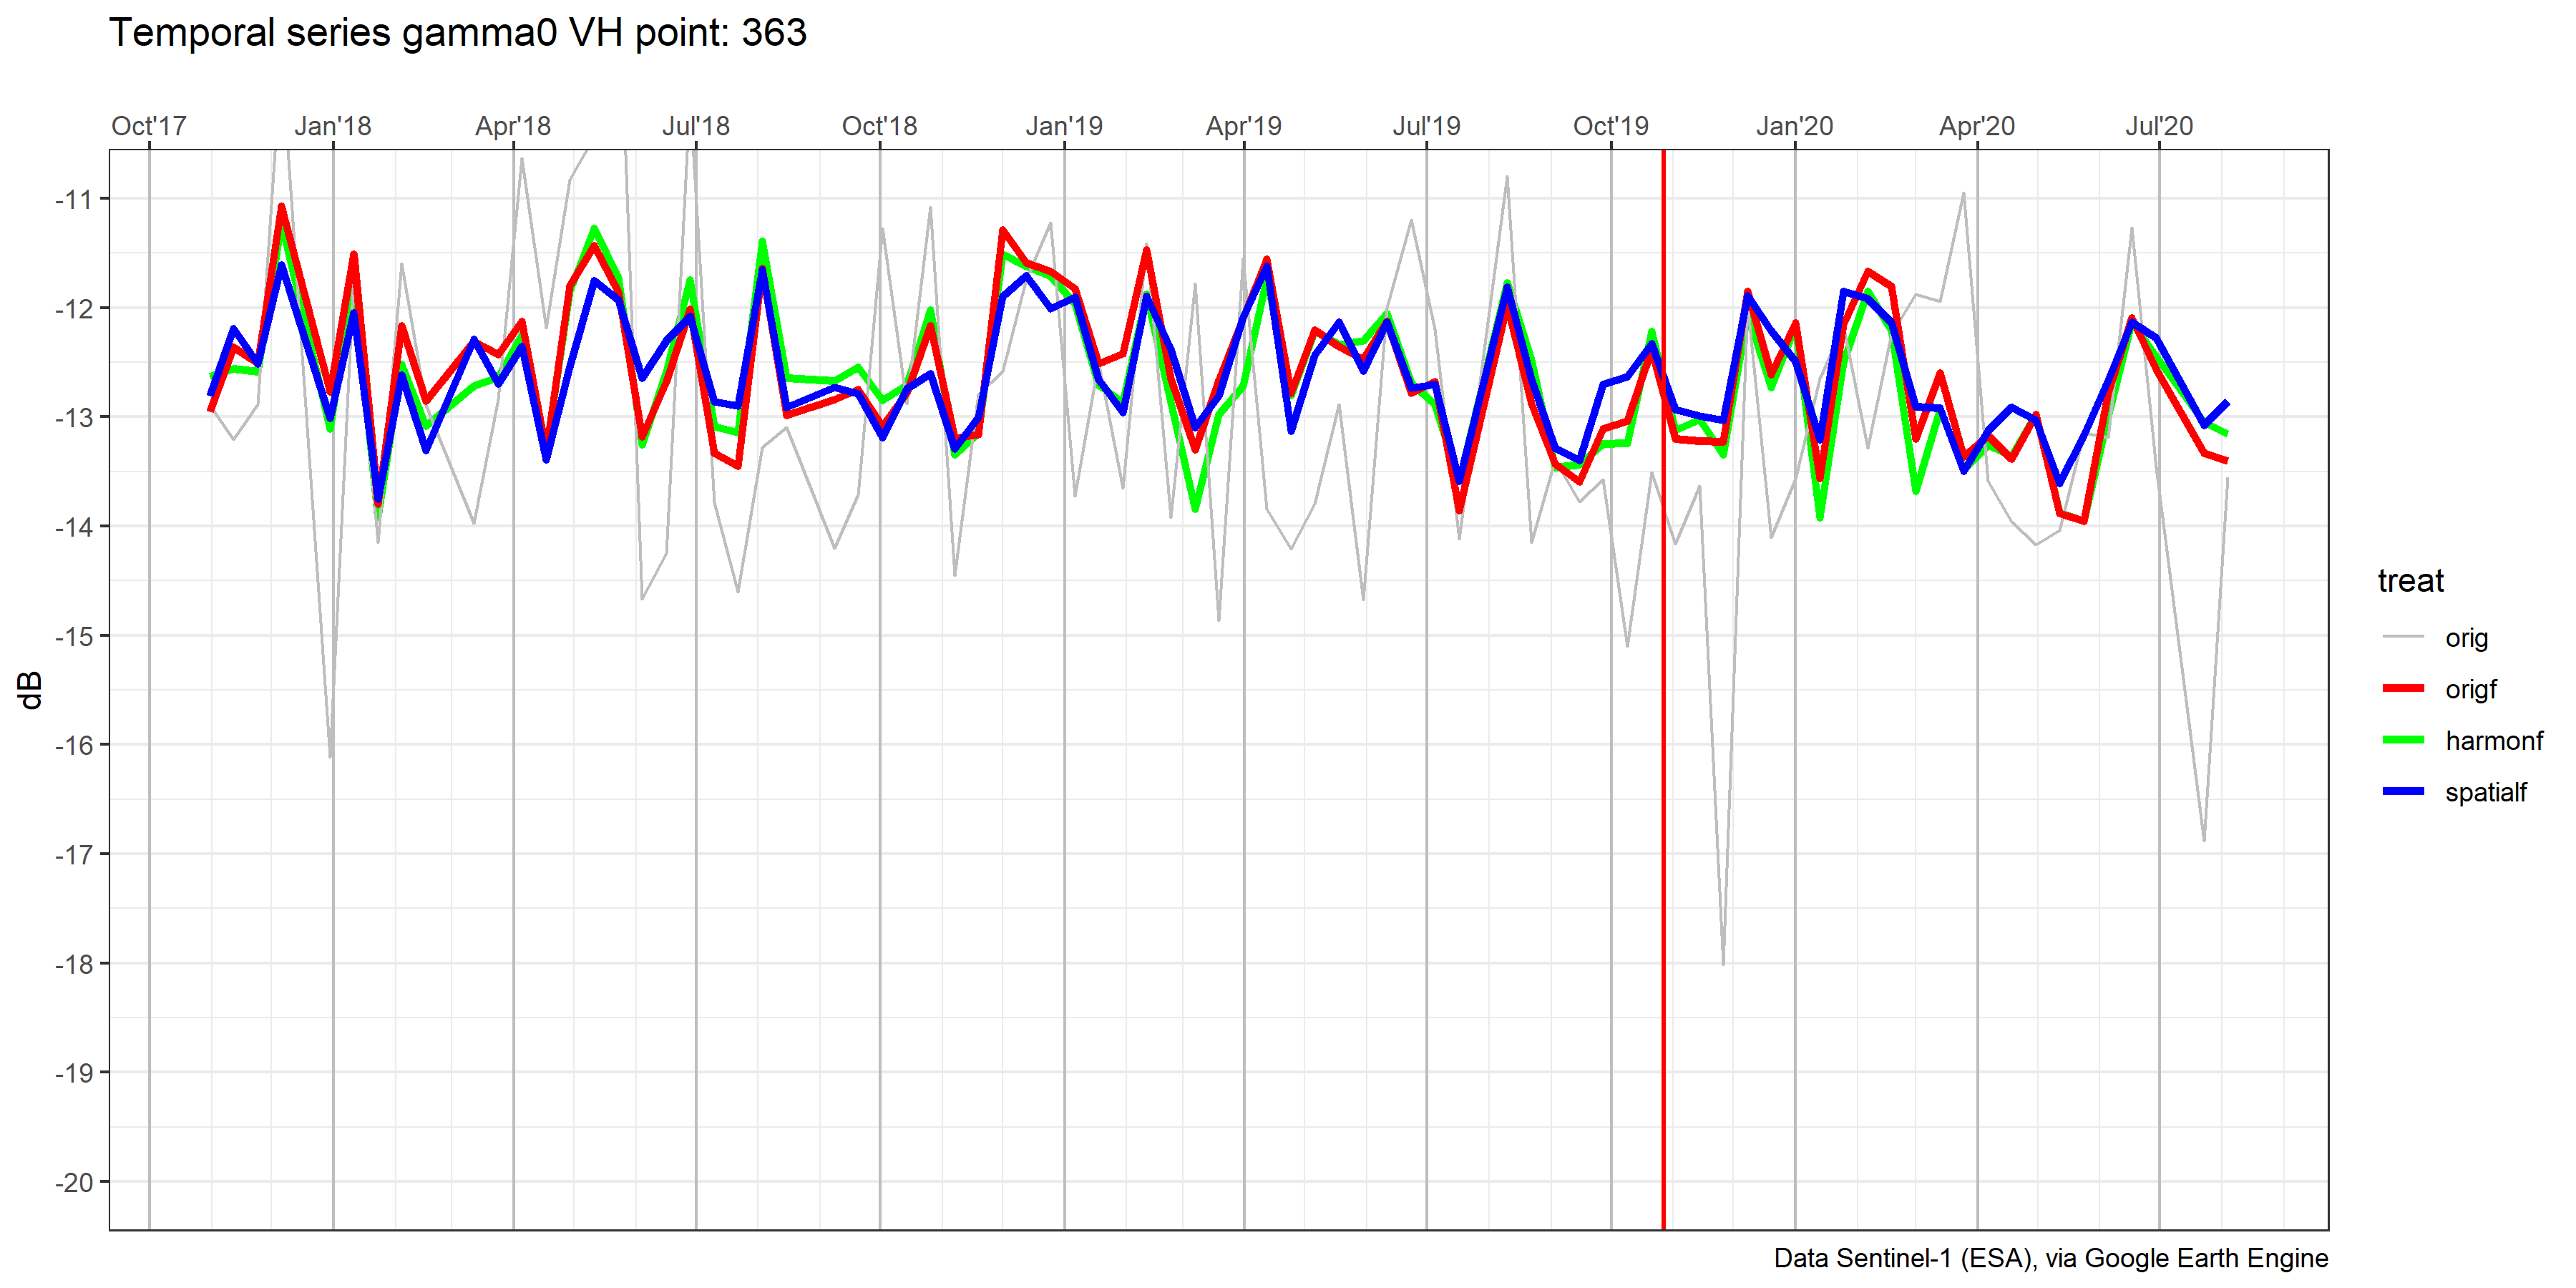 Temporal series gamma0 VH point: 363
Oct'17 Jan'18 Apr'18 Jul'18 Oct'18 Jan'19 Apr'19 Jul'19 Oct'19 Jan'20 Apr'20 Jul'20
-11
-12
-13
-14
-15
-16
-17
-18
-19
-20
dB
treat
orig
origf
harmonf
spatialf
Data Sentinel-1 (ESA), via Google Earth Engine